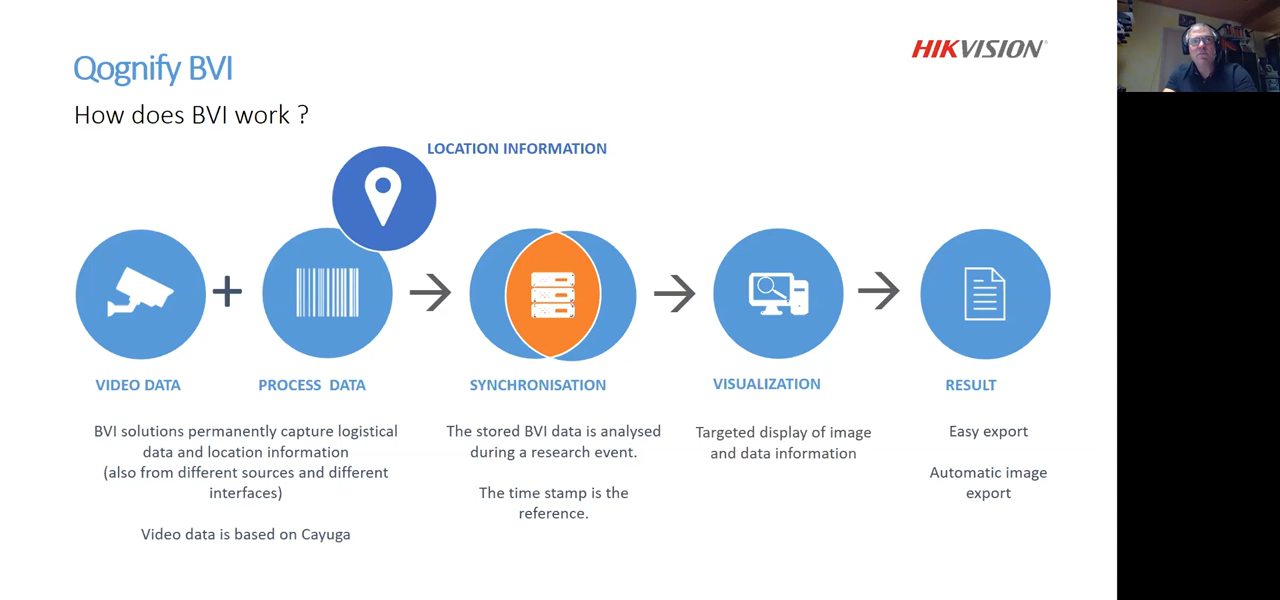 Qognify BVI
HIKVISION®
How does BVI work ?
LOCATION INFORMATION
VIDEO DATA
PROCESS DATA
SYNCHRONISATION
VISUALIZATION
RESULT
BVI solutions permanently capture logistical
data and location information
(also from different sources and different
interfaces)
Video data is based on Cayuga
The stored BVI data is analysed
during a research event.
The time stamp is the
reference.
Targeted display of image
and data information
Easy export
Automatic image
export